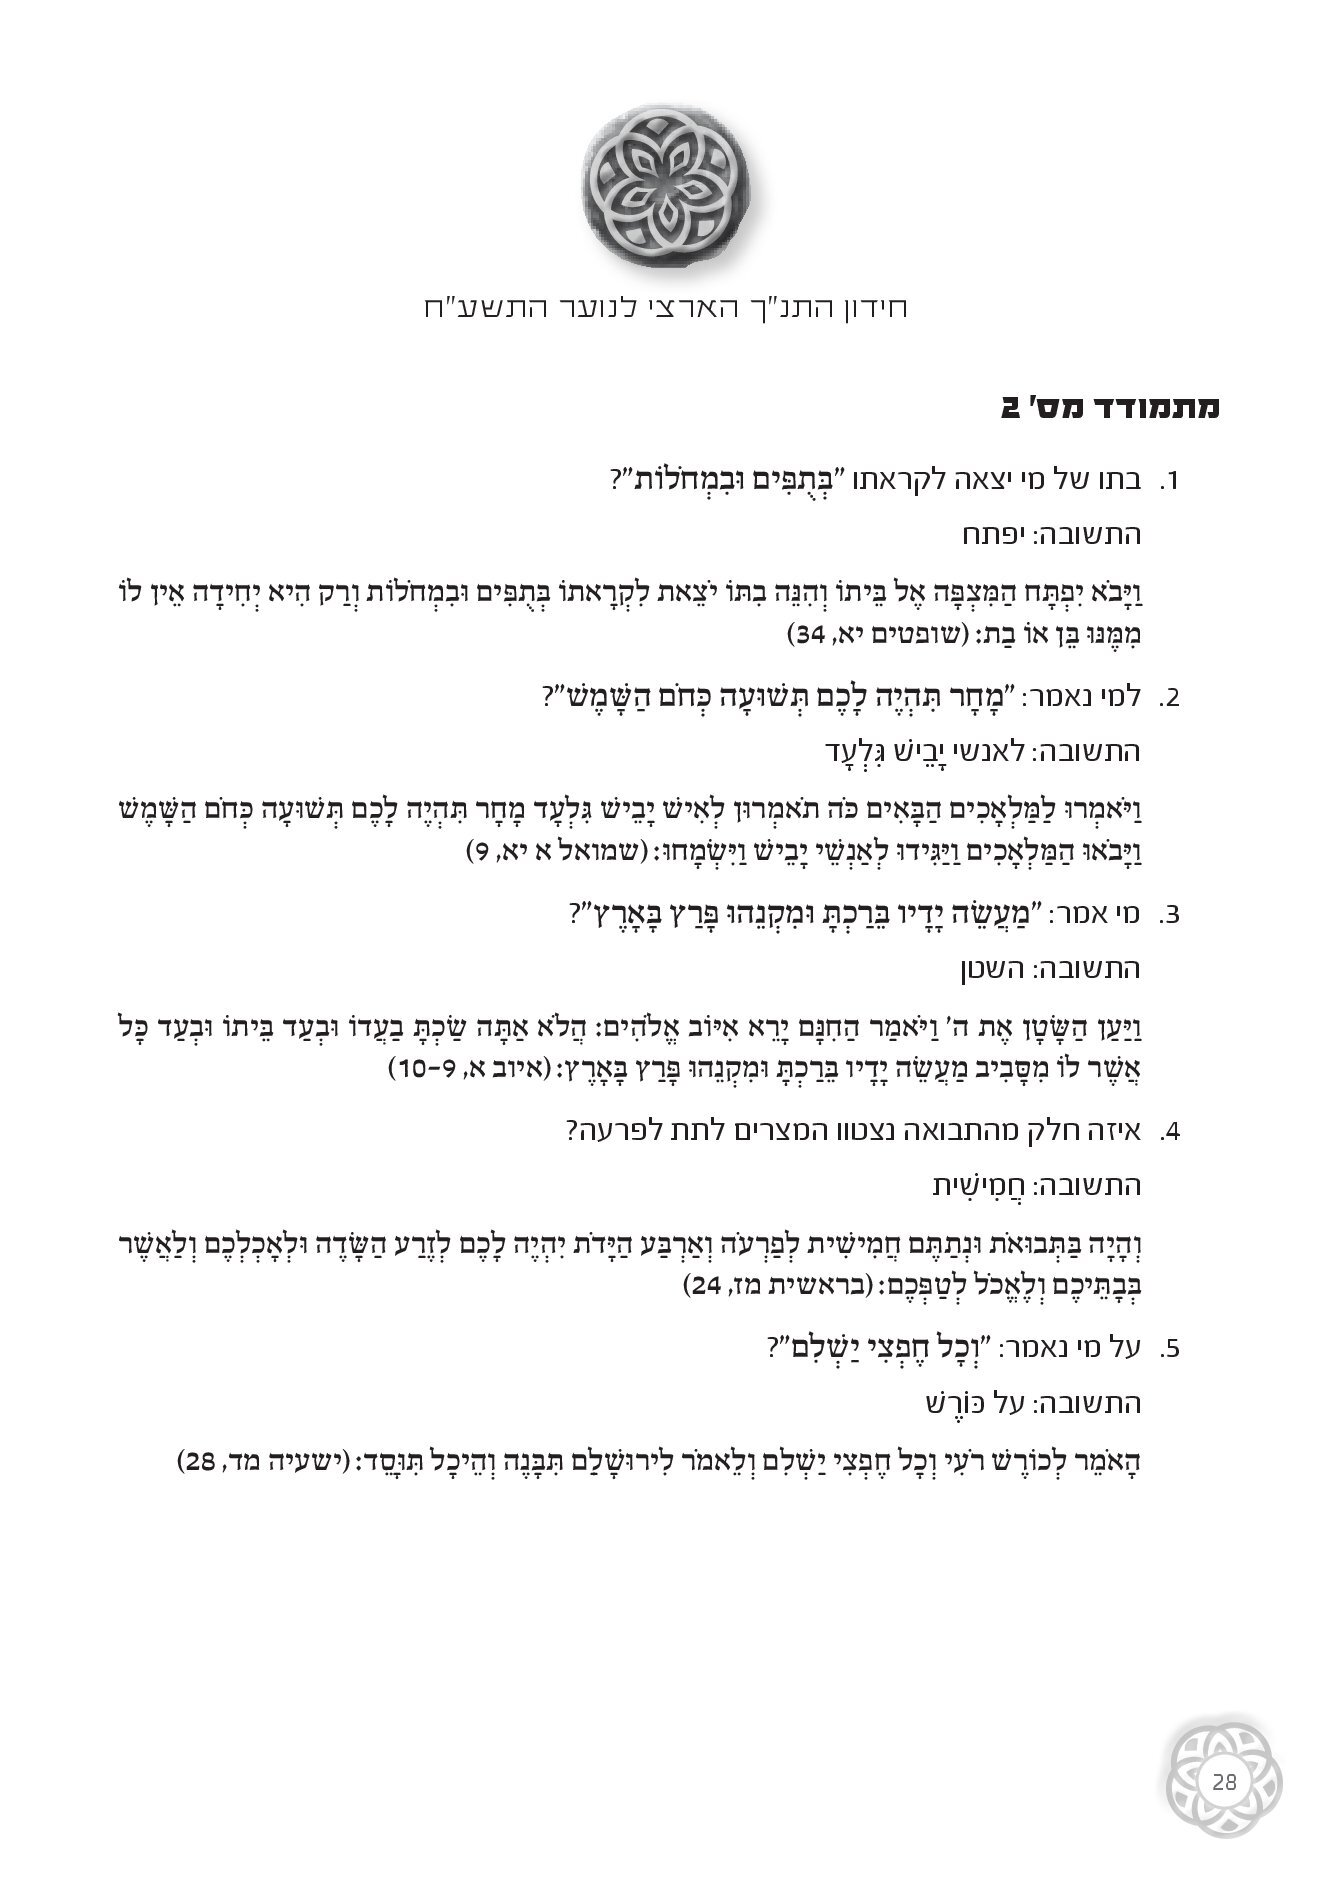 חידון התנ"ך הארצי לנוער התשע"ח
מתמודד מס' 2
1. בתו של מי יצאה לקראתו "בְּתֻפִּים וּבִמְחֹלוֹת"?
התשובה: יפתח
וַיָּבֹא יִפְתָּח הַמִּצְפָּה אֶל בֵּיתוֹ וְהִנֵּה בִתּוֹ יֹצֵאת לִקְרָאתוֹ בְּתֻפִּים וּבִמְחֹלוֹת וְרַק הִיא יְחִידָה אֵין לוֹ
מִמֶּנּוּ בֵּן אוֹ בַת: (שופטים יא, 34)
2. למי נאמר: "מָחָר תִּהְיֶה לָכֶם תְּשׁוּעָה כְּחֹם הַשָּׁמֶשׁ"?
התשובה: לאנשי יָבֵישׁ גִּלְעָד
וַיֹּאמְרוּ לַמַּלְאָכִים הַבָּאִים כֹּה תֹאמְרוּן לְאִישׁ יָבֵישׁ גִּלְעָד מָחָר תִּהְיֶה לָכֶם תְּשׁוּעָה כְּחֹם הַשָּׁמֶשׁ
וַיָּבֹאוּ הַמַּלְאָכִים וַיַּגִּידוּ לְאַנְשֵׁי יָבֵישׁ וַיִּשְׂמָחוּ: (שמואל א יא, 9)
3. מי אמר: "מַעֲשֵׂה יָדָיו בֵּרַכְתָּ וּמִקְנֵהוּ פָּרַץ בָּאָרֶץ"?
התשובה: השטן
וַיַּעַן הַשָּׂטָן אֶת ה' וַיֹּאמַר הַחִנָּם יָרֵא אִיּוֹב אֱלֹהִים: הֲלֹא אַתָּה שַׂכְתָּ בַעֲדוֹ וּבְעַד בֵּיתוֹ וּבְעַד כָּל
אֲשֶׁר לוֹ מִסָּבִיב מַעֲשֵׂה יָדָיו בֵּרַכְתָּ וּמִקְנֵהוּ פָּרַץ בָּאָרֶץ: (איוב א, 9-10)
4. איזה חלק מהתבואה נצטוו המצרים לתת לפרעה?
התשובה: חֲמִישִׁית
וְהָיָה בַּתְּבוּאֹת וּנְתַתֶּם חֲמִישִׁית לְפַרְעֹה וְאַרְבַּע הַיָּדֹת יִהְיֶה לָכֶם לְזֶרַע הַשָּׂדֶה וּלְאָכְלְכֶם וְלַאֲשֶׁר
בְּבָתֵּיכֶם וְלֶאֱכֹל לְטַפְּכֶם: (בראשית מז, 24)
5. על מי נאמר: "וְכָל חֶפְצִי יַשְׁלִם"?
התשובה: על כּוֹרֶשׁ
הָאֹמֵר לְכוֹרֶשׁ רֹעִי וְכָל חֶפְצִי יַשְׁלִם וְלֵאמֹר לִירוּשָׁלִַם תִּבָּנֶה וְהֵיכָל תִּוָּסֵד: (ישעיה מד, 28)
28